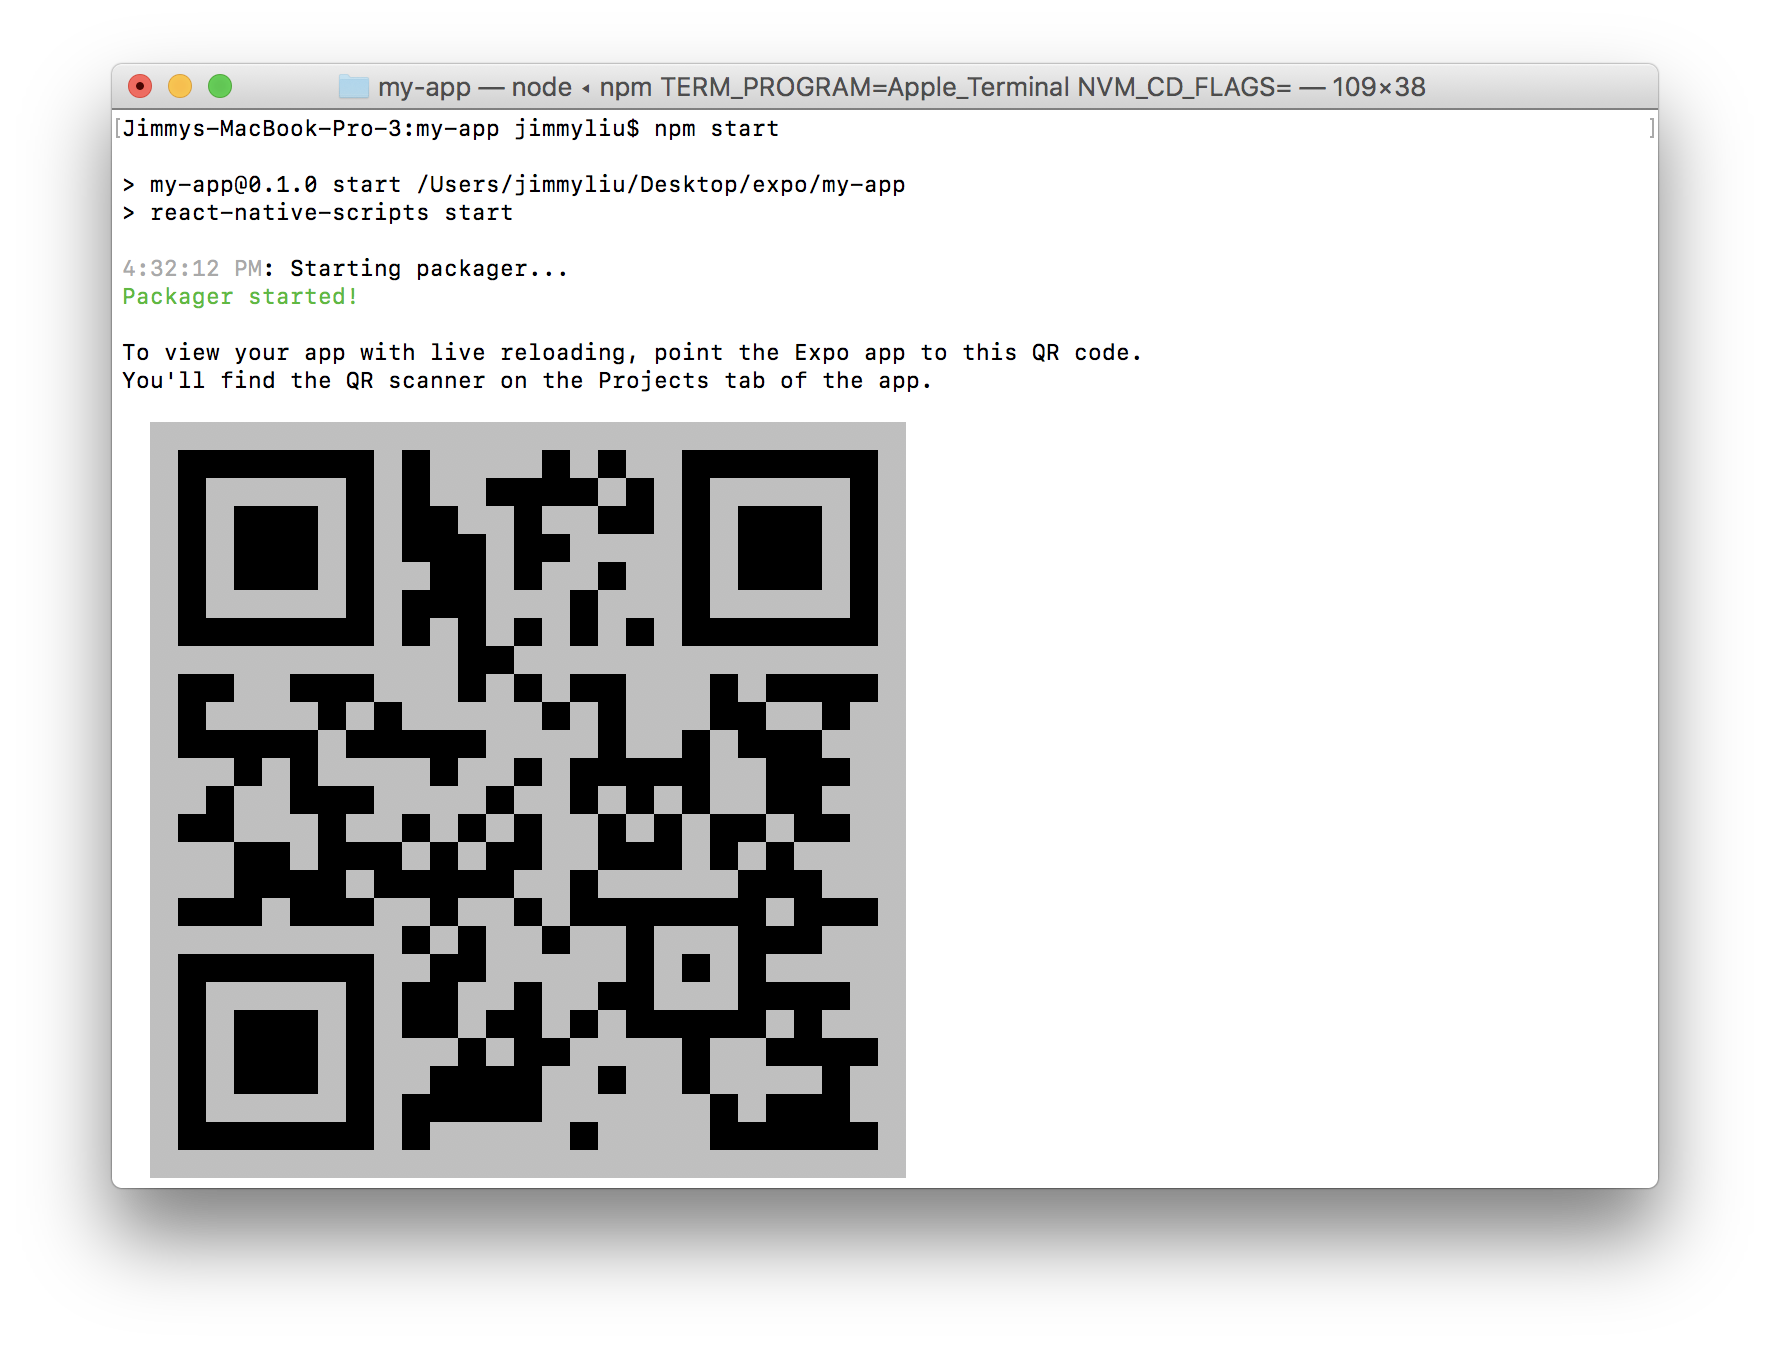 my-app — node ◂ npm TERM_PROGRAM=Apple_Terminal NVM_CD_FLAGS= — 109×38
[Jimmys-MacBook-Pro-3:my-app jimmyliu$ npm start ]
> my-app@0.1.0 start /Users/jimmyliu/Desktop/expo/my-app
> react-native-scripts start
4:32:12 PM: Starting packager...
Packager started!
To view your app with live reloading, point the Expo app to this QR code.
You'll find the QR scanner on the Projects tab of the app.